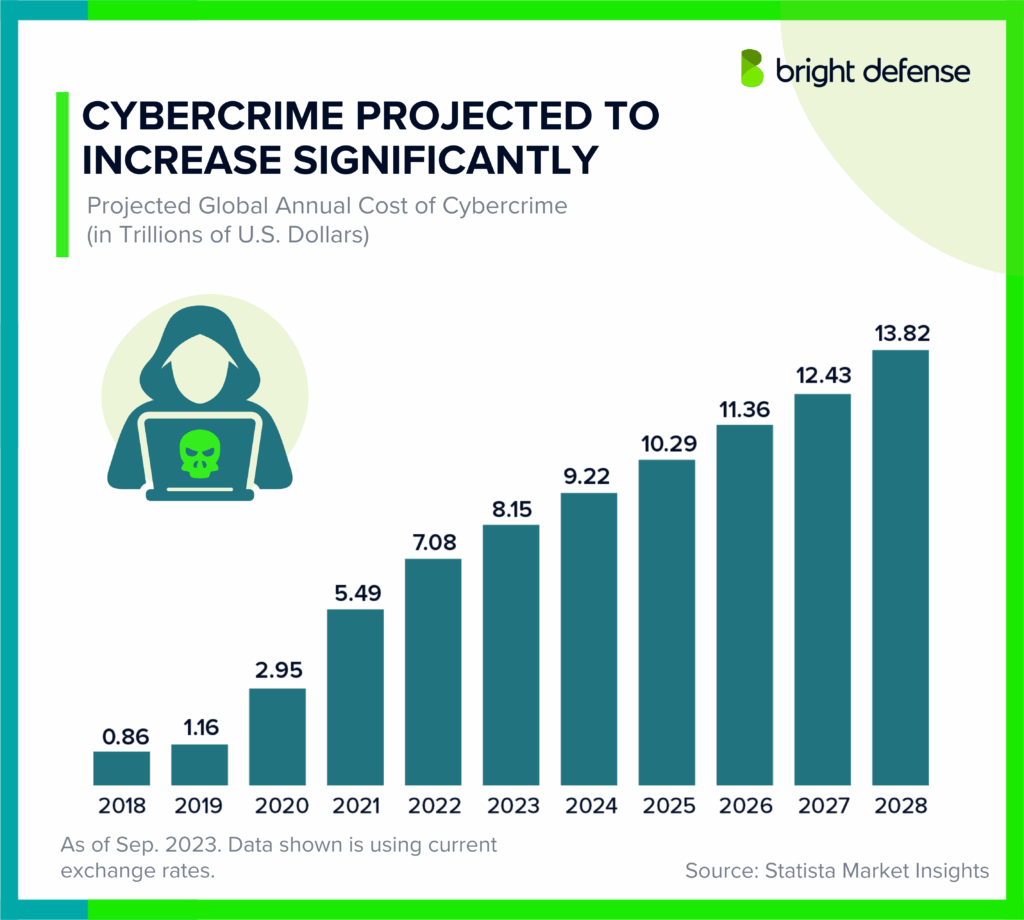 bright defense
CYBERCRIME PROJECTED TO
INCREASE SIGNIFICANTLY
Projected Global Annual Cost of Cybercrime
(in Trillions of U.S. Dollars)
0.86
1.16
2.95
5.49
7.08
8.15
9.22
10.29
11.36
12.43
13.82
2018 2019 2020 2021 2022 2023 2024 2025 2026 2027 2028
As of Sep. 2023. Data shown is using current
exchange rates.
Source: Statista Market Insights